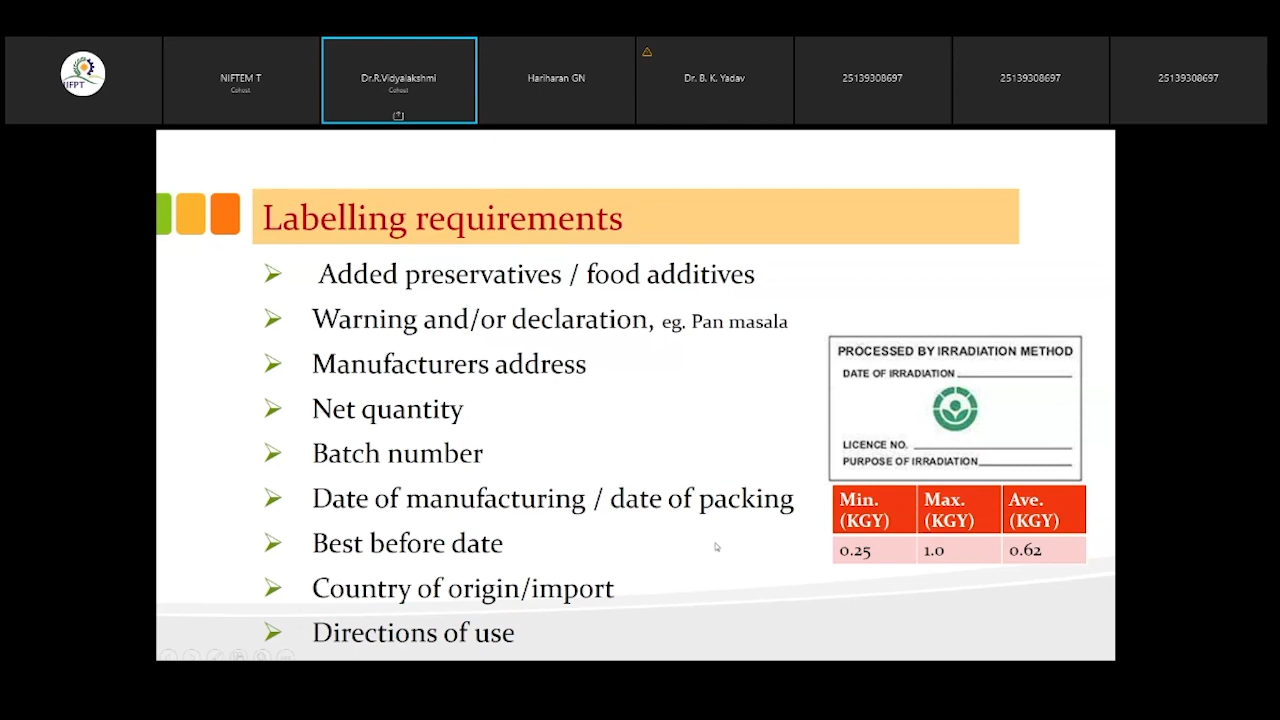 IIFPT
NIFTEM T
Cohost
Dr.R.Vidyalakshmi
Cohost
Hariharan GN
Dr. B. K. Yadav
25139308697
25139308697
25139308697
Labelling requirements
Added preservatives / food additives
Warning and/or declaration, eg. Pan masala
Manufacturers address
Net quantity
Batch number
Date of manufacturing / date of packing
Best before date
Country of origin/import
Directions of use
PROCESSED BY IRRADIATION METHOD
DATE OF IRRADIATION
LICENCE NO.
PURPOSE OF IRRADIATION
Min. (KGY) Max. (KGY) Ave. (KGY)
0.25 1.0 0.62